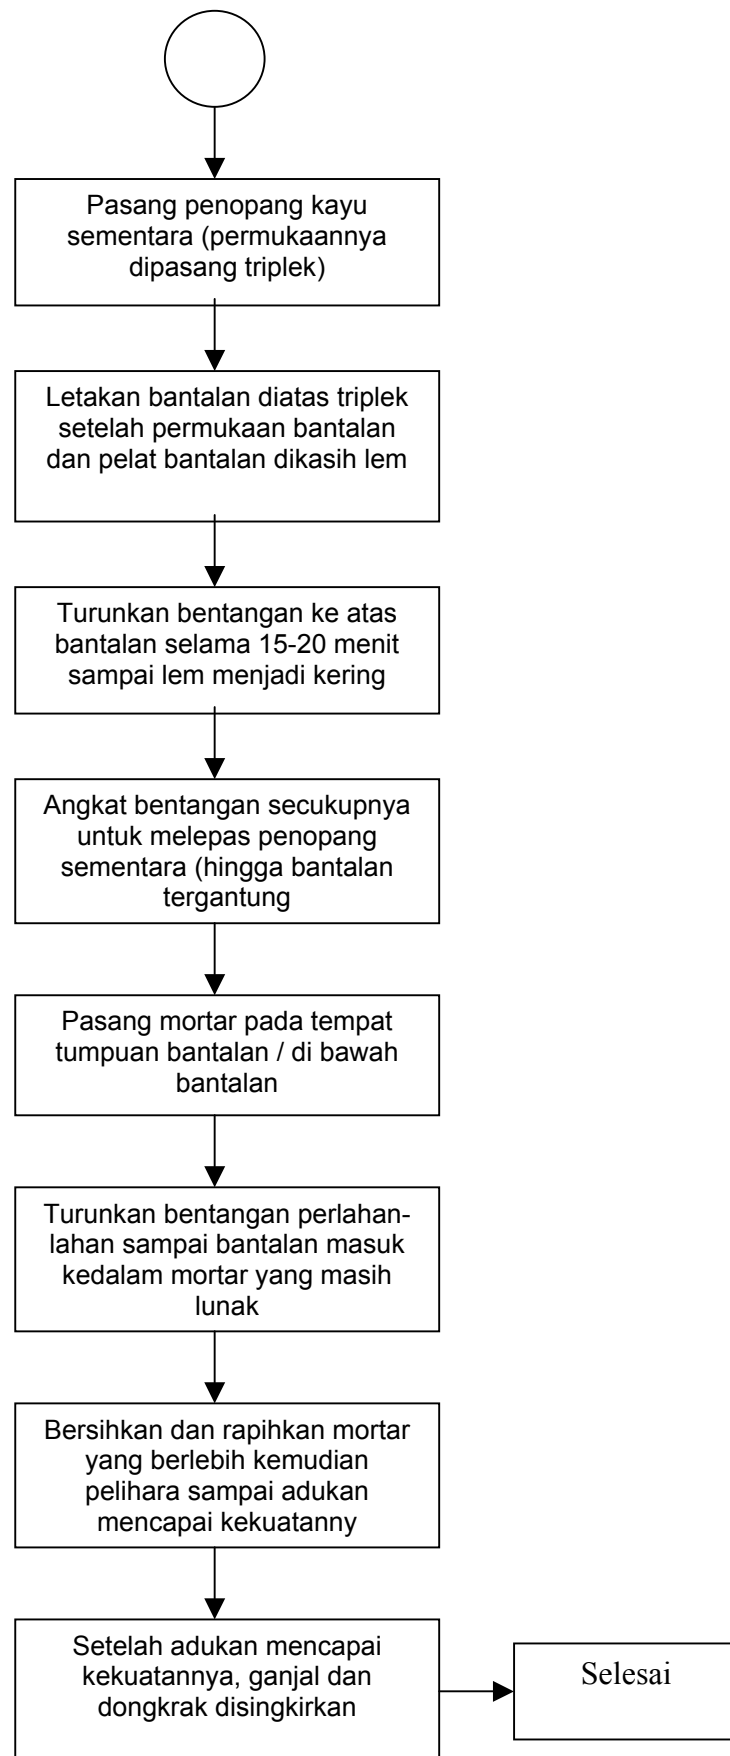 Pasang penopang kayu
sementara (permukaannya
dipasang triplek)
Letakan bantalan diatas triplek
setelah permukaan bantalan
dan pelat bantalan dikasih lem
Turunkan bentangan ke atas
bantalan selama 15-20 menit
sampai lem menjadi kering
Angkat bentangan secukupnya
untuk melepas penopang
sementara (hingga bantalan
tergantung
Pasang mortar pada tempat
tumpuan bantalan / di bawah
bantalan
Turunkan bentangan perlahan-
lahan sampai bantalan masuk
kedalam mortar yang masih
lunak
Bersihkan dan rapihkan mortar
yang berlebih kemudian
pelihara sampai adukan
mencapai kekuatanny
Setelah adukan mencapai
kekuatannya, ganjal dan
dongkrak disingkirkan
Selesai